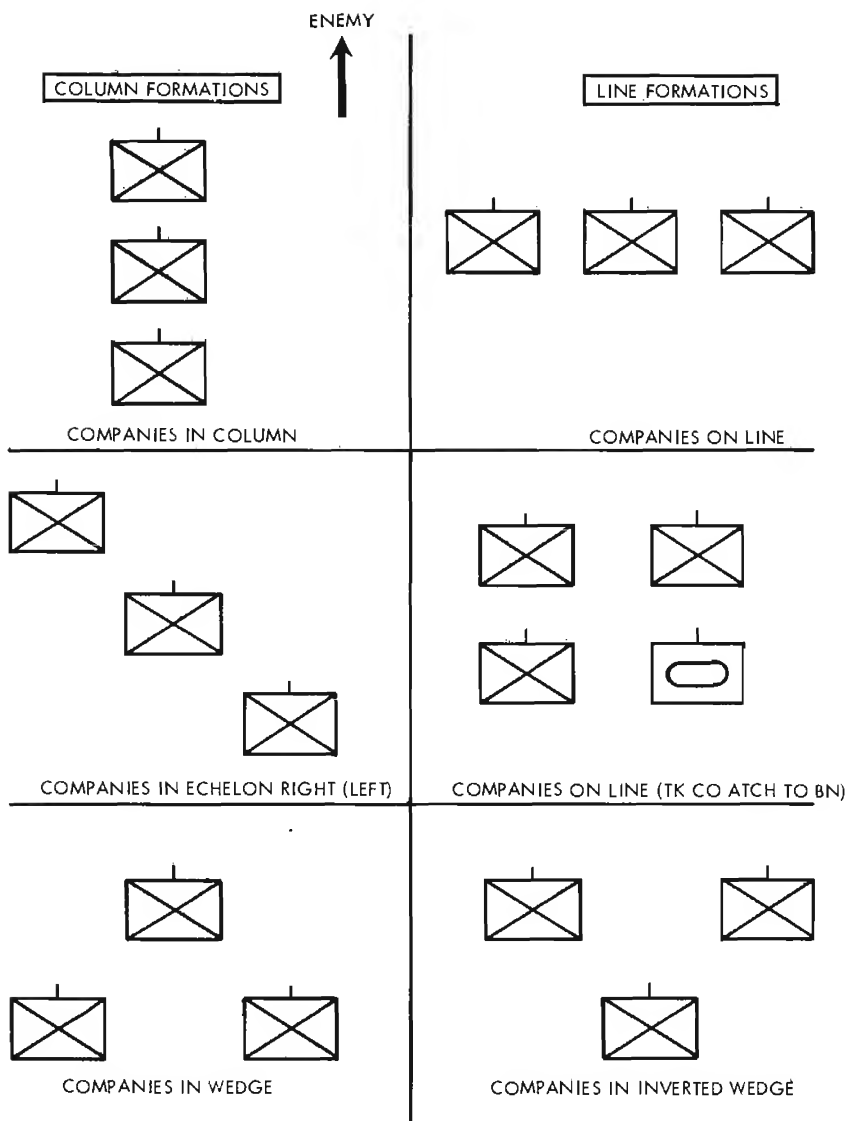 ENEMY
COLUMN FORMATIONS
LINE FORMATIONS
COMPANIES IN COLUMN
COMPANIES ON LINE
COMPANIES IN ECHELON RIGHT (LEFT)
COMPANIES ON LINE (TK CO ATCH TO BN)
COMPANIES IN WEDGE
COMPANIES IN INVERTED WEDGE